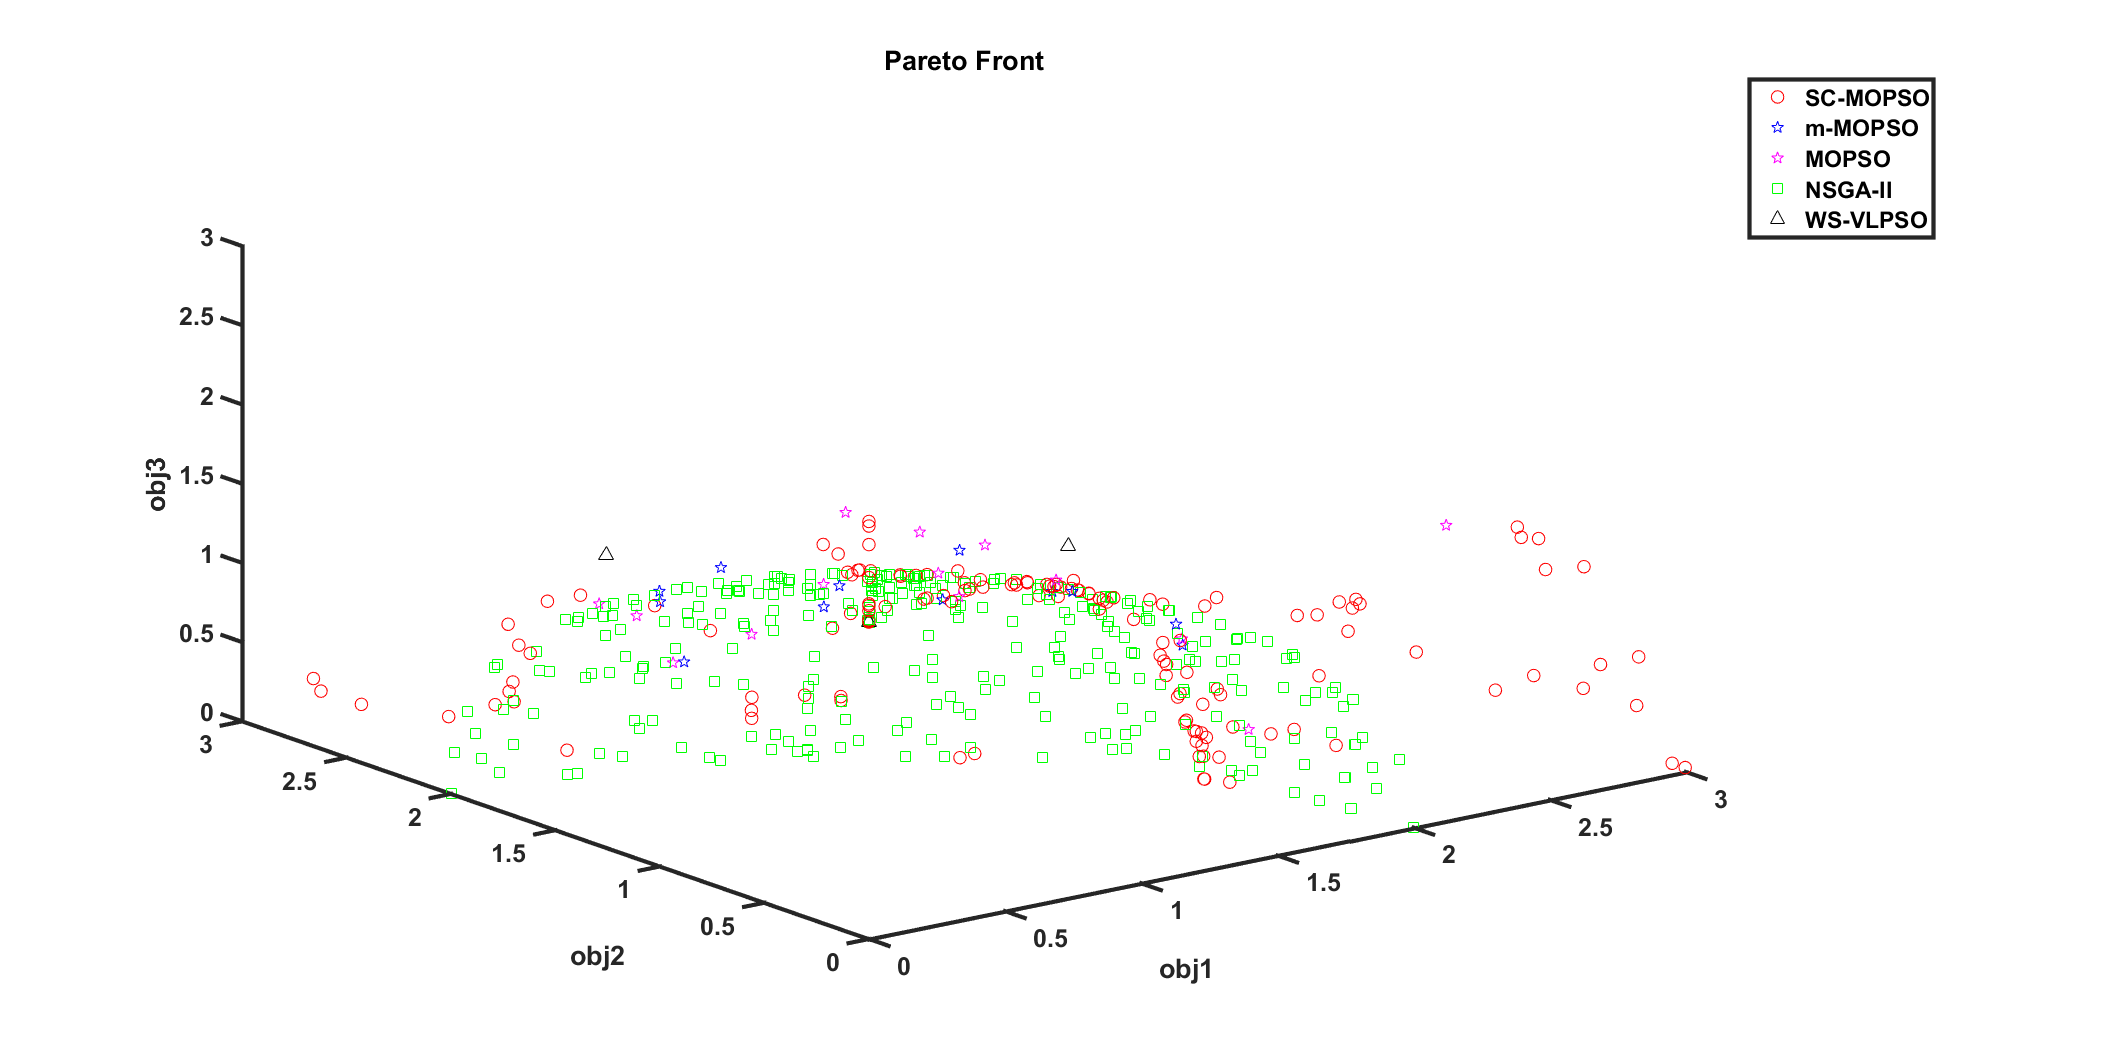 Pareto Front
SC-MOPSO
m-MOPSO
MOPSO
NSGA-II
WS-VLPSO
3
2.5
2
1.5
1
0.5
0
obj3
3
2.5
2
1.5
1
0.5
0
obj2
0
0.5
1
1.5
2
2.5
3
obj1